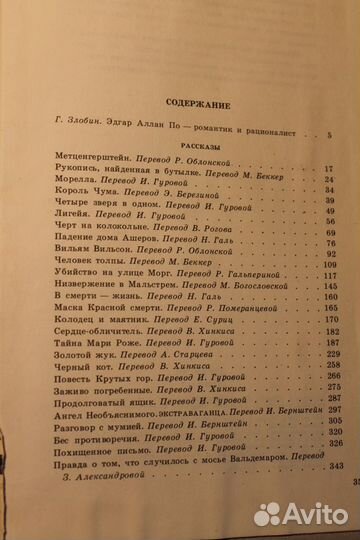 СОДЕРЖАНИЕ
Г. Злобин. Эдгар Аллан По — романтик и рационалист . . 5
РАССКАЗЫ
Метценгерштейн. Перевод Р. Облонской . . . . 17
Рукопись, найденная в бутылке. Перевод М. Беккер . . 24
Морелла. Перевод И. Гуровой . . . . 34
Король Чума. Перевод Э. Березиной . . . . 39
Четыре зверя в одном. Перевод И. Гуровой . . . 49
Лигейя. Перевод И. Гуровой . . . . 56
Черт на колокольне. Перевод В. Рогова . . . 69
Падение дома Ашеров. Перевод Н. Галь . . . 76
Вильям Вильсон. Перевод Р. Облонской . . . 92
Человек толпы. Перевод М. Беккер . . . 109
Убийство на улице Морг. Перевод Р. Гальпериной . . 117
Низвержение в Мальстрем. Перевод М. Богословской . 145
В смерти — жизнь. Перевод Н. Галь . . . 160
Маска Красной смерти. Перевод Р. Померанцевой . . 165
Колодец и маятник. Перевод Е. Суриц . . . 170
Сердце-обличитель. Перевод В. Хинкиса . . . 182
Тайна Мари Роже. Перевод И. Гуровой . . . 187
Золотой жук. Перевод А. Старцева . . . 229
Черный кот. Перевод В. Хинкиса . . . 258
Повесть Крутых гор. Перевод И. Гуровой . . . 266
Заживо погребенные. Перевод В. Хинкиса . . . 275
Продолговатый ящик. Перевод И. Гуровой . . . 287
Ангел Необъяснимого. ЭКСТРАВАГАНЦА. Перевод И. Бернштейн . 297
Разговор с мумией. Перевод И. Бернштейн . . . 305
Бес противоречия. Перевод И. Гуровой . . . 320
Похищенное письмо. Перевод И. Гуровой . . . 326
Правда о том, что случилось с мосье Вальдемаром. Перевод
З. Александровой . . . . 343
Avito